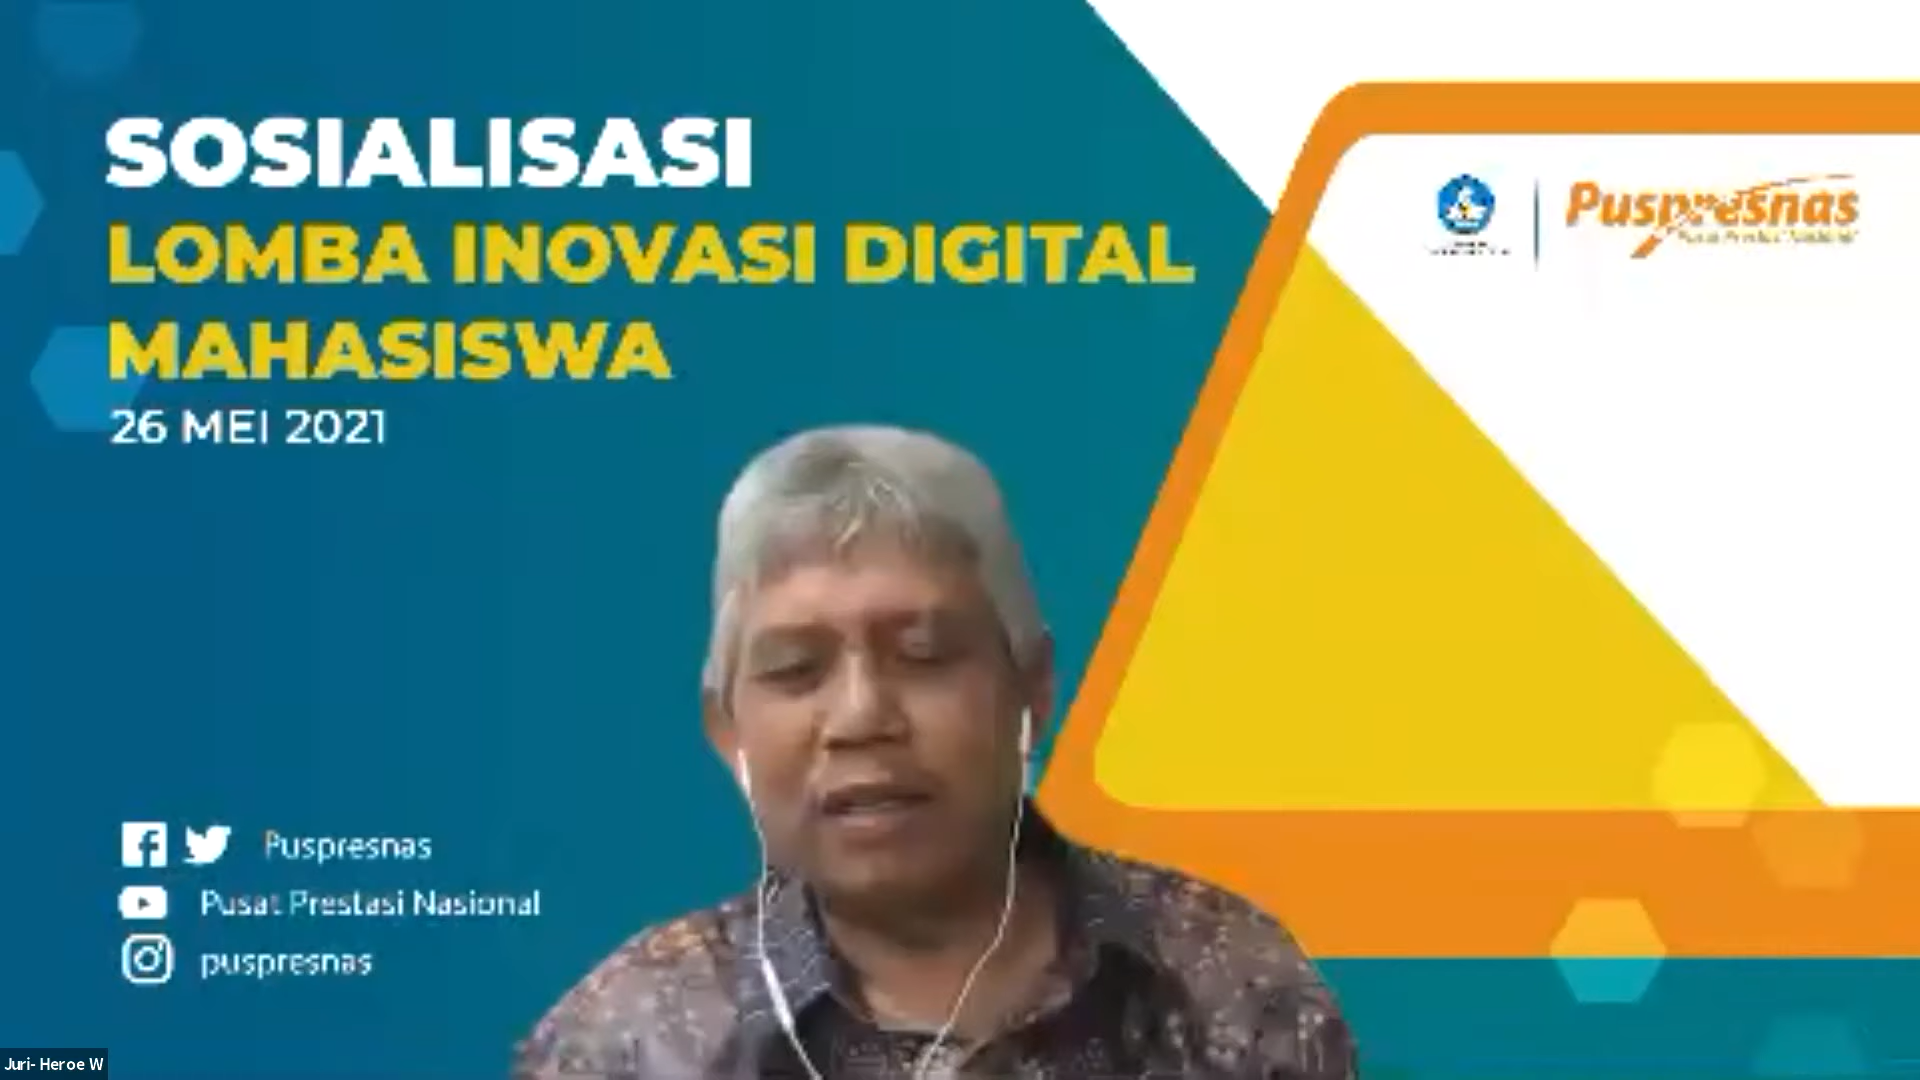 SOSIALISASI
LOMBA INOVASI DIGITAL
MAHASISWA
26 MEI 2021
Puspresnas
Puspresnas
Pusat Prestasi Nasional
puspresnas
Juri- Heroe W